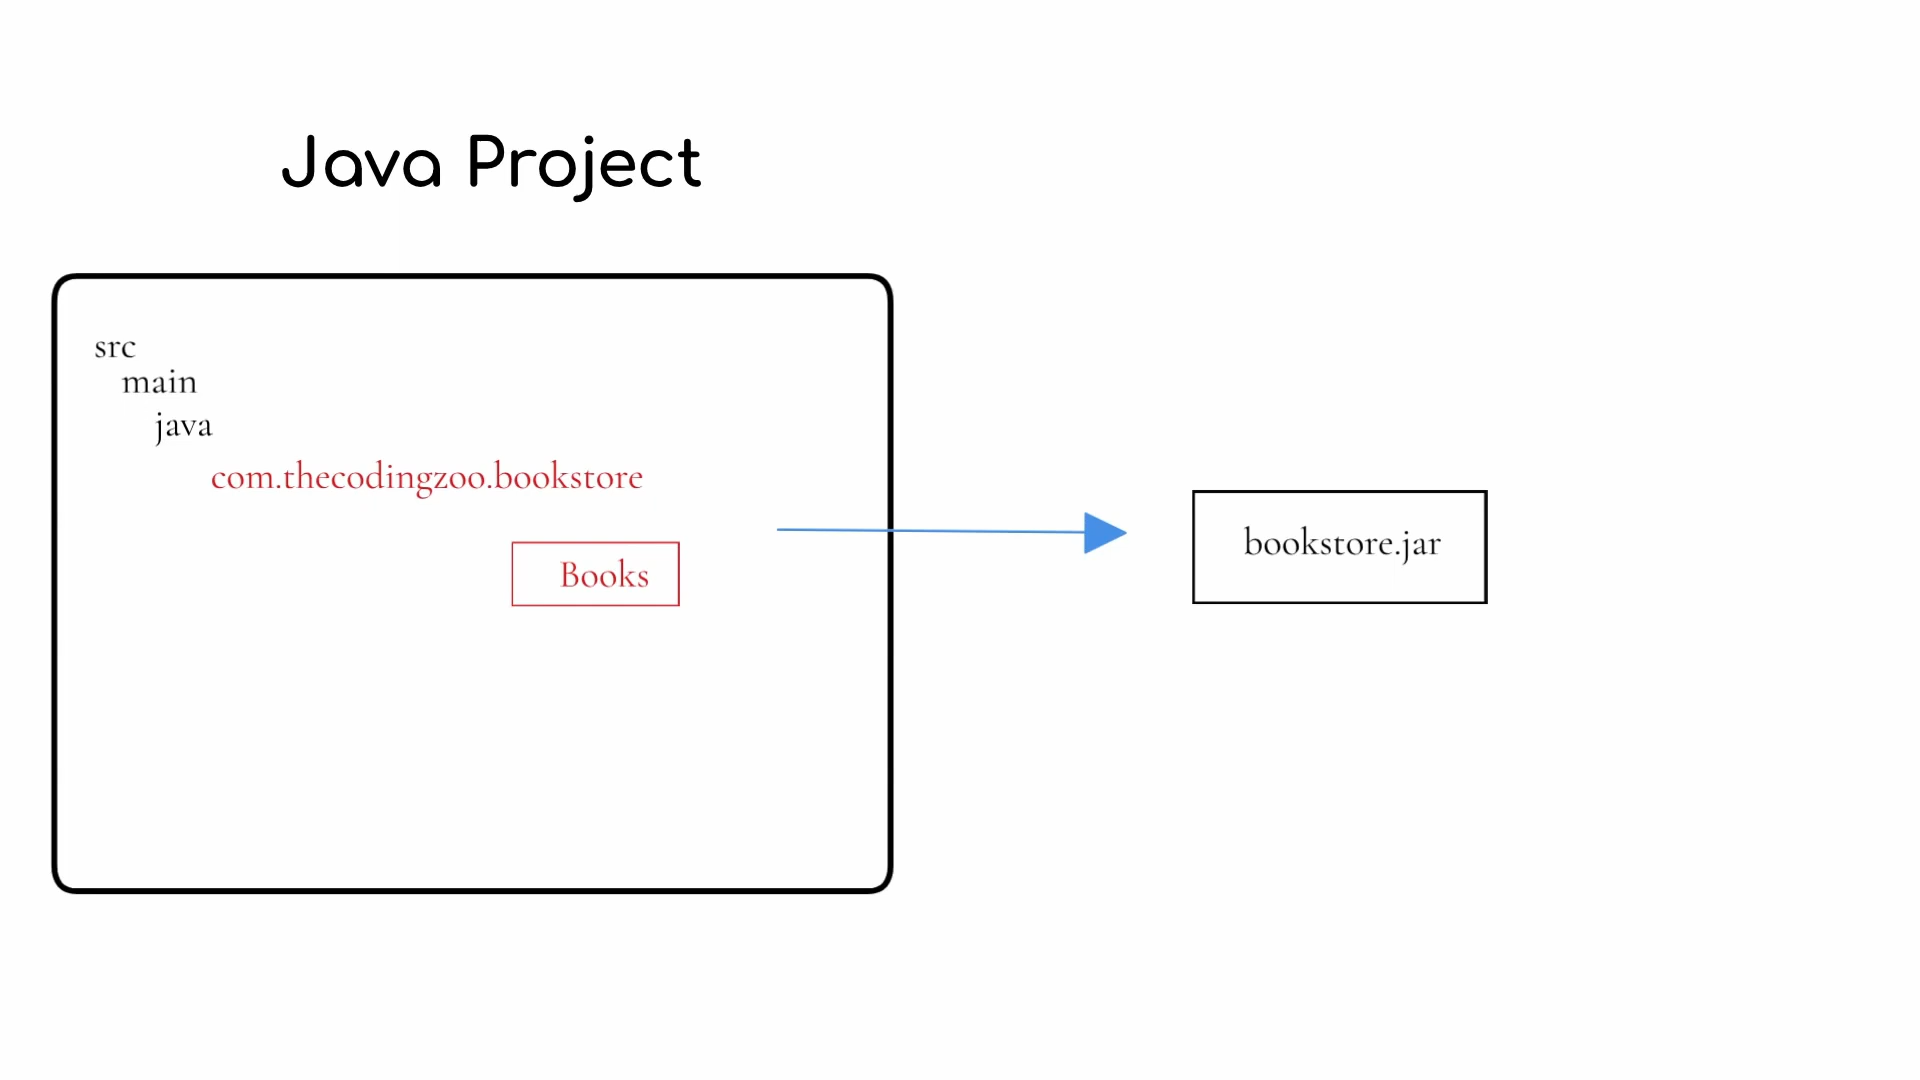 Java Project
src
main
java
com.thecodingzoo.bookstore
Books
bookstore.jar